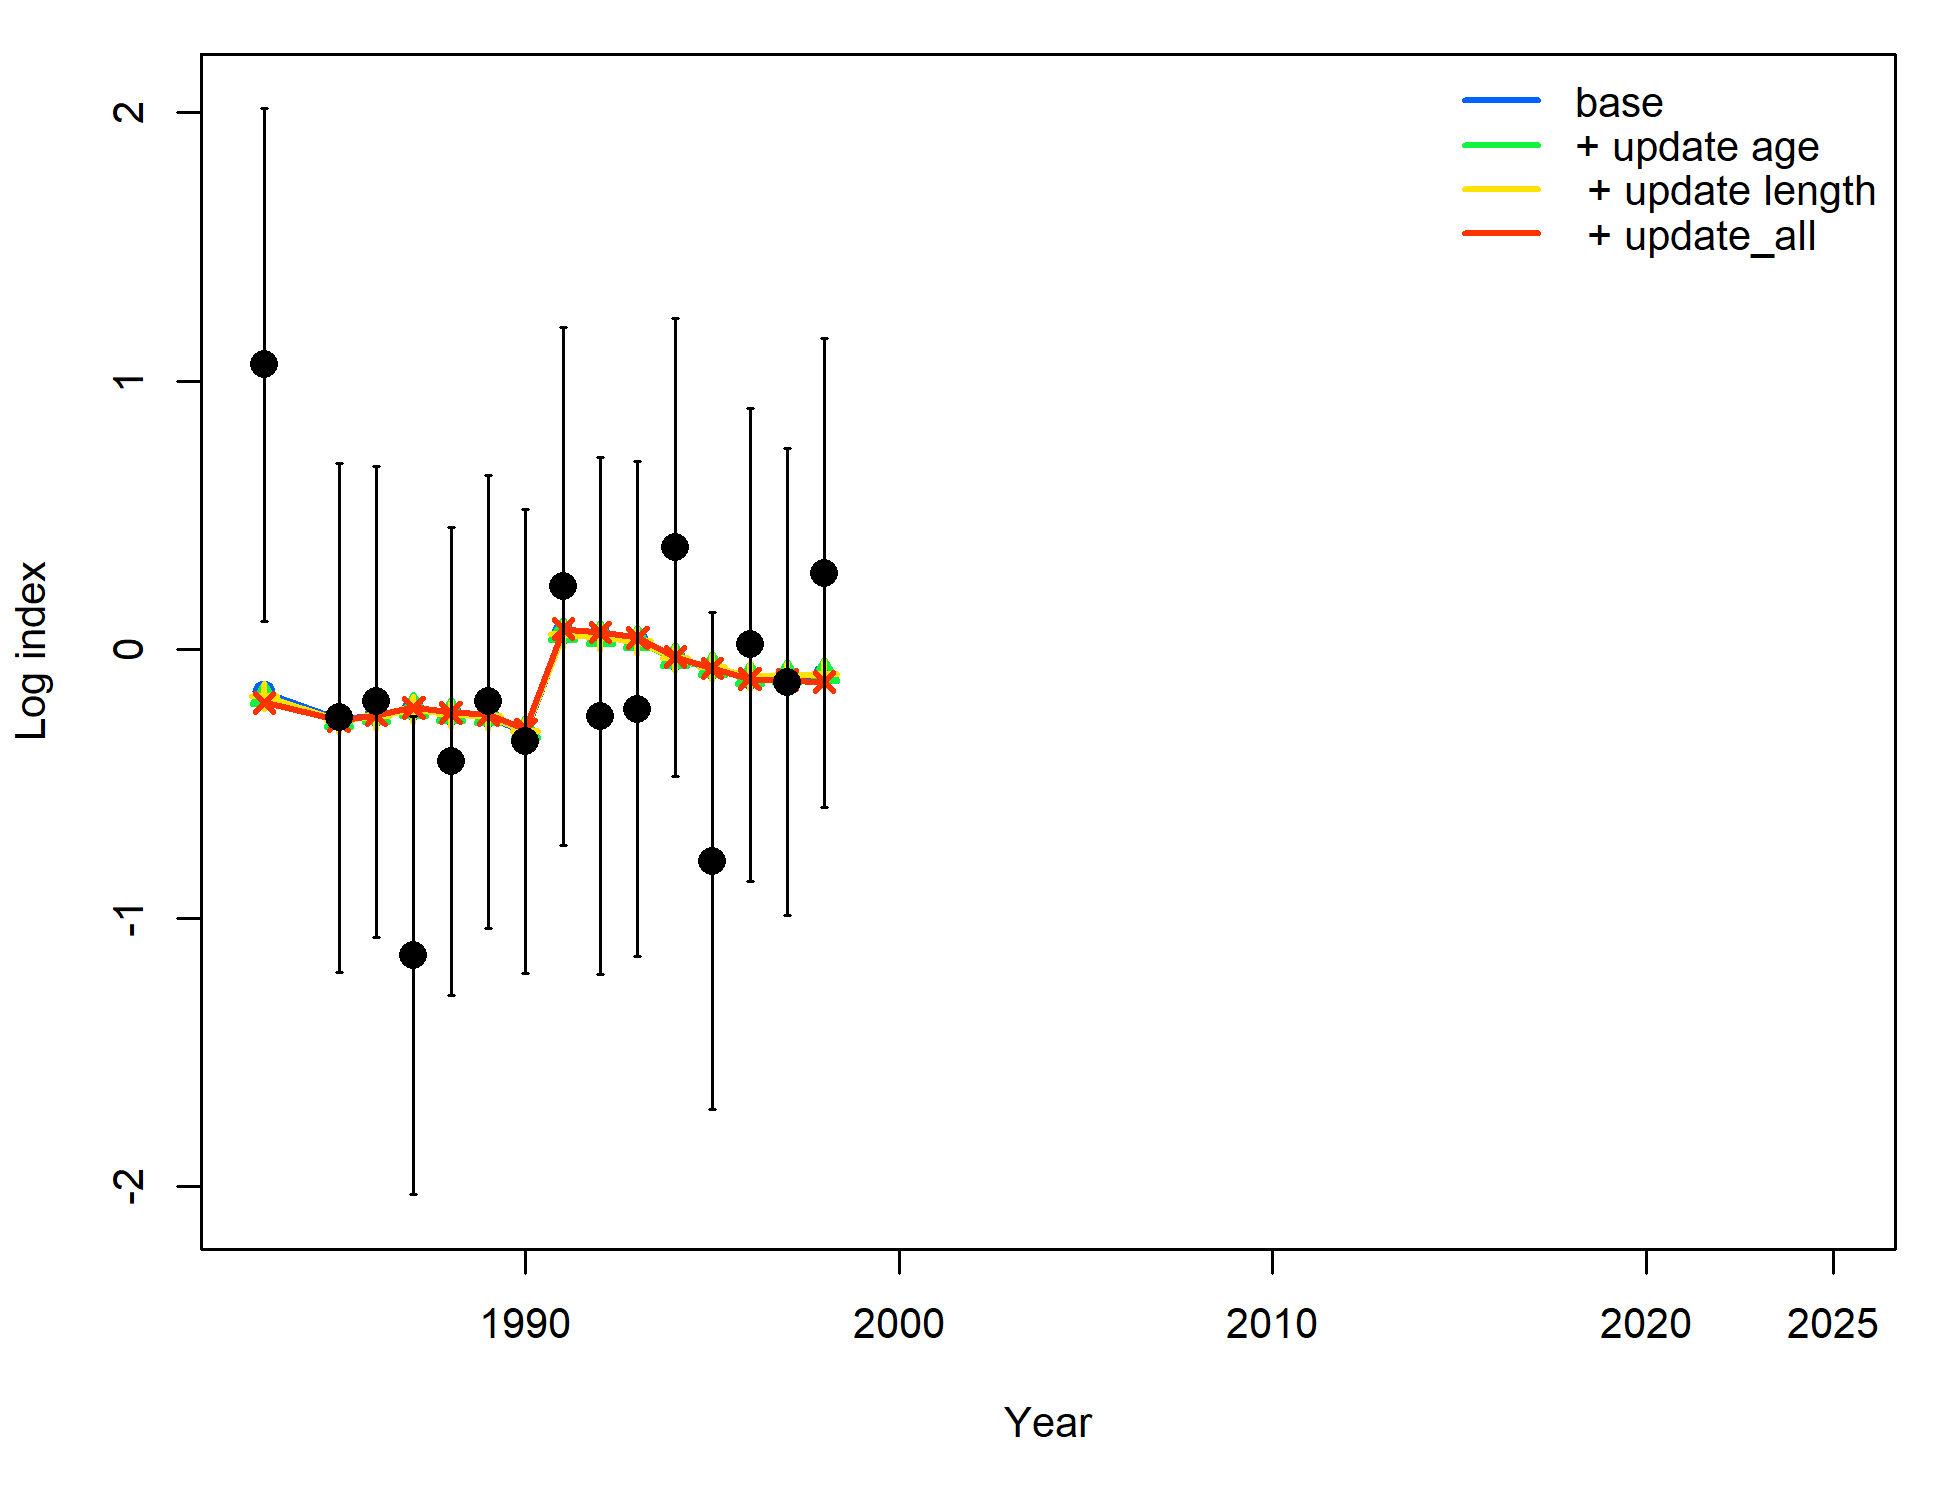 2
1
0
-1
-2
Log index
base
+ update age
+ update length
+ update_all
1990
2000
2010
2020
2025
Year